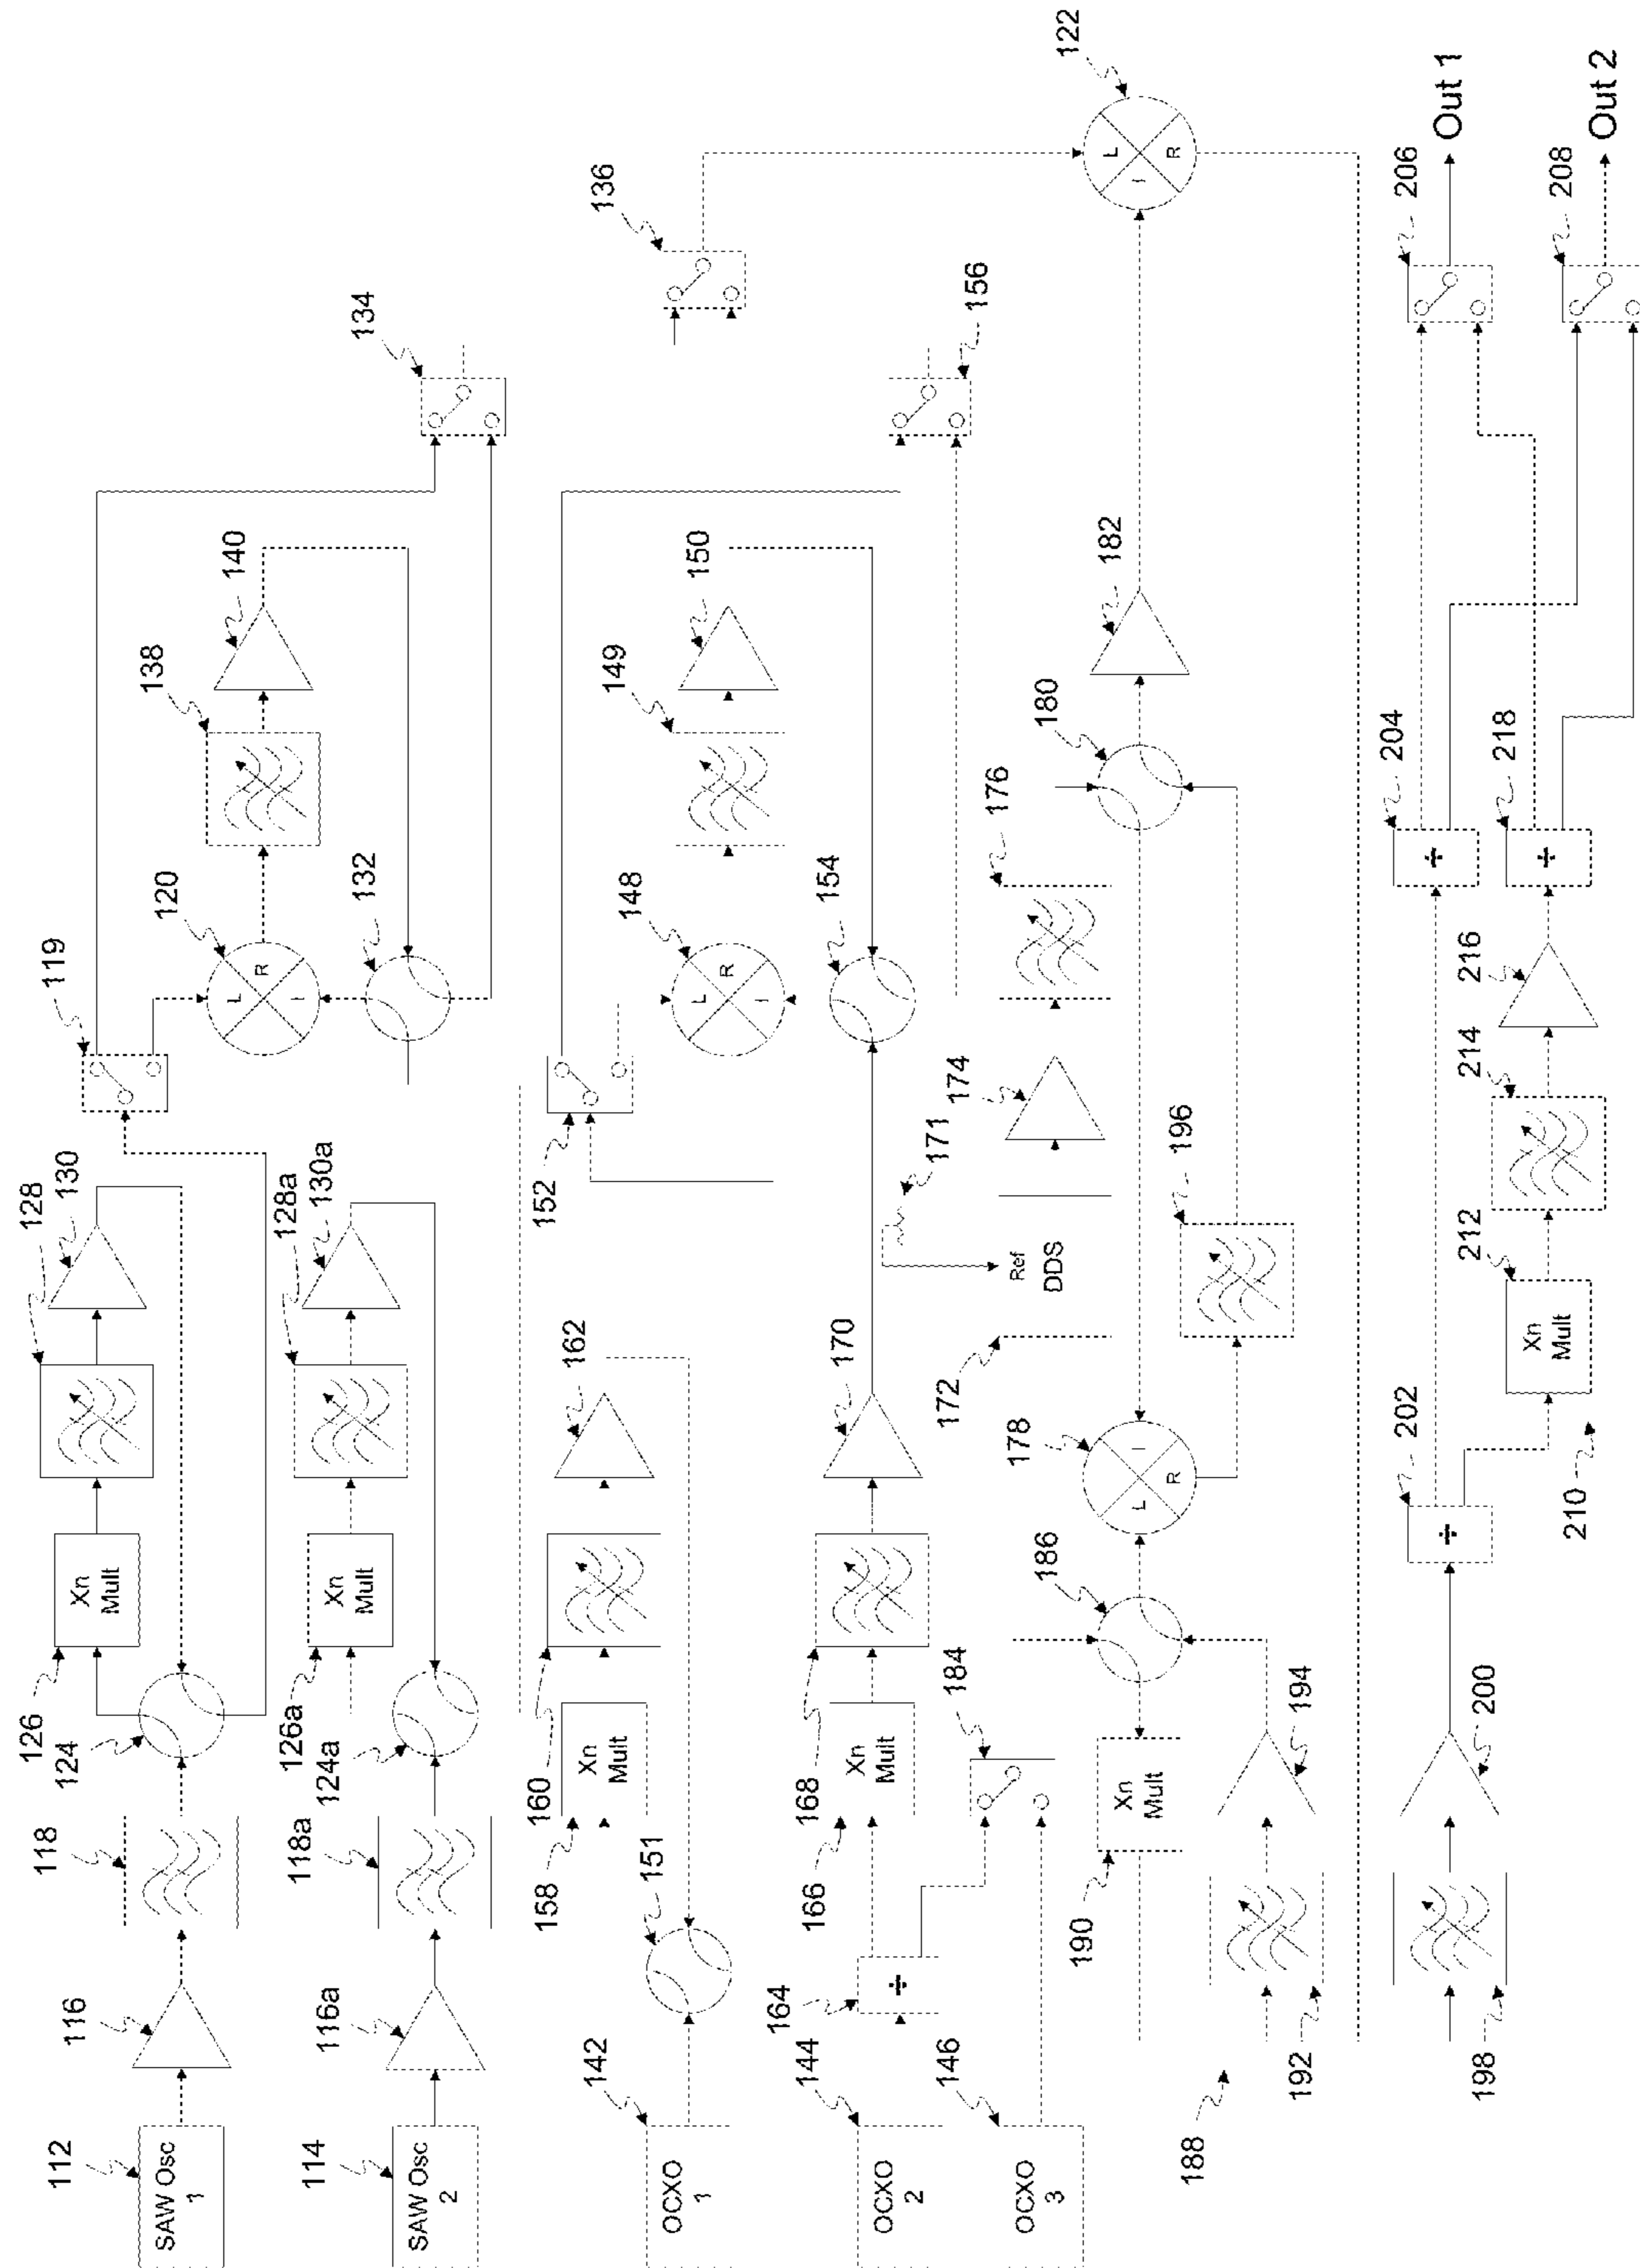 112
SAW Osc
1
116
118
124
126
Xn
Mult
128
130
119
120
L
R
I
132
138
140
134
114
SAW Osc
2
116a
118a
124a
126a
Xn
Mult
128a
130a
142
OCXO
1
151
158
Xn
Mult
160
162
152
148
L
R
I
154
149
150
156
136
144
OCXO
2
164
÷
166
Xn
Mult
168
170
171
146
OCXO
3
184
172
Ref
DDS
174
176
188
190
Xn
Mult
186
178
L
I
R
180
182
122
L
I
R
192
194
196
198
200
202
÷
204
÷
206
Out 1
210
212
Xn
Mult
214
216
218
÷
208
Out 2